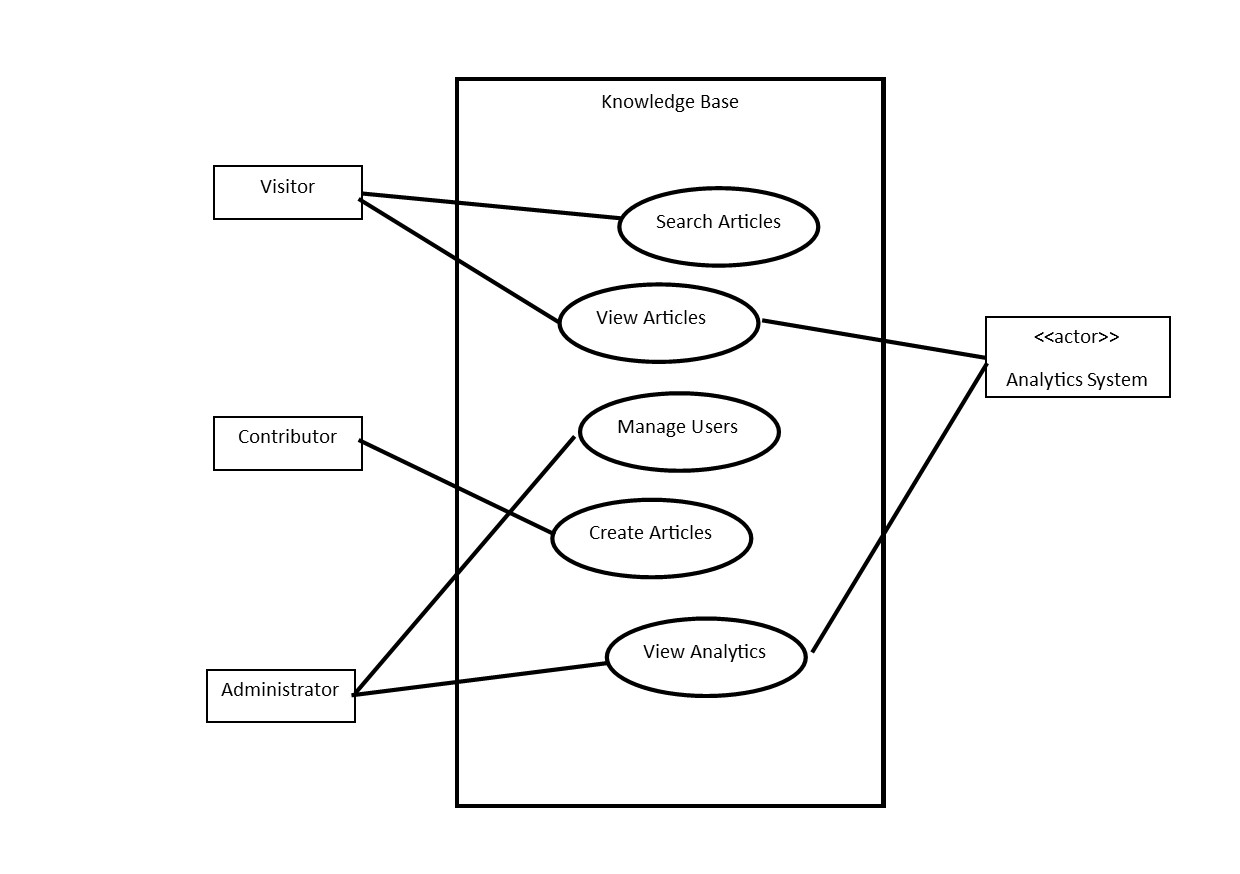 Knowledge Base
Visitor
Search Articles
View Articles
<<actor>>
Analytics System
Manage Users
Contributor
Create Articles
View Analytics
Administrator